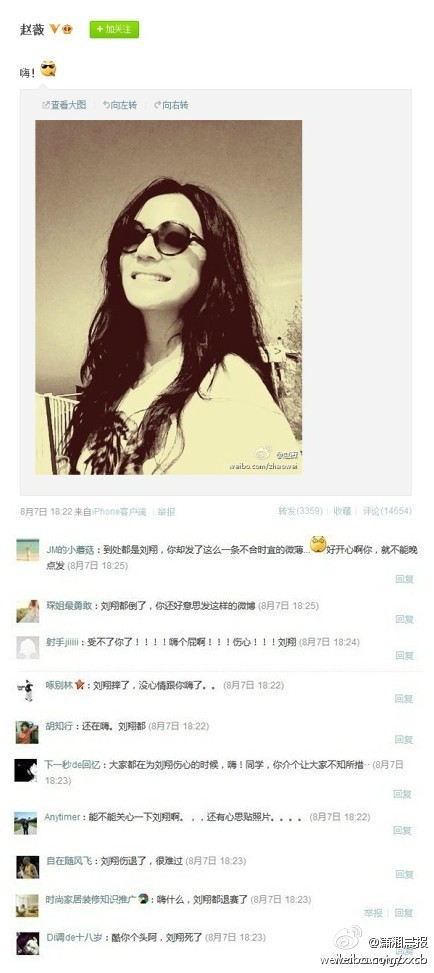 赵薇
+加关注
嗨！
查看大图 向左转 向右转
@赵薇
weibo.com/zhaowei
8月7日 18:22 来自iPhone客户端 举报
转发(3359) 收藏 评论(14654)
JM的小蘑菇：到处都是刘翔，你却发了这么一条不合时宜的微薄...好开心啊你，就不能晚
点发 (8月7日 18:25)
回复
琛姐最勇敢：刘翔都倒了，你还好意思发这样的微博 (8月7日 18:25)
回复
射手jiiiii：受不了你了！！！！嗨个屁啊！！！伤心！！！刘翔 (8月7日 18:24)
回复
啄别林：刘翔摔了，没心情跟你嗨了。。 (8月7日 18:22)
回复
胡知行：还在嗨。刘翔都 (8月7日 18:22)
回复
下一秒de回忆：大家都在为刘翔伤心的时候，嗨！同学，你介个让大家不知所措·· (8月7日
18:23)
回复
Anytimer：能不能关心一下刘翔啊。，，还有心思贴照片。。。。 (8月7日 18:22)
回复
自在随风飞：刘翔伤退了，很难过 (8月7日 18:23)
回复
时尚家居装修知识推广：嗨什么，刘翔都退赛了 (8月7日 18:23)
举报 回复
Di调de十八岁：酷你个头阿，刘翔死了 (8月7日 18:23)
@潇湘晨报